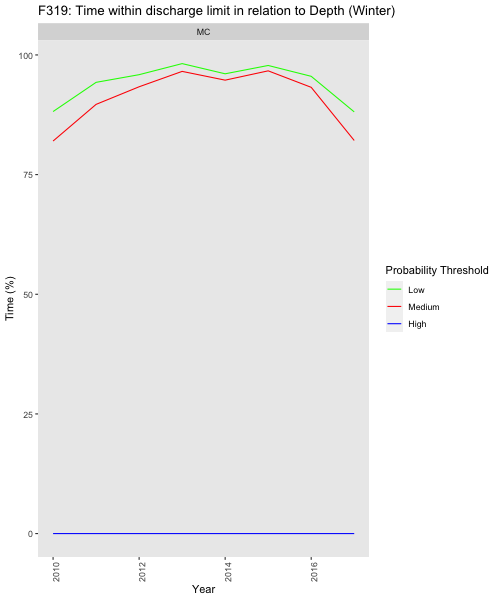 F319: Time within discharge limit in relation to Depth (Winter)
MC
100
75
50
25
0
Time (%)
2010
2012
2014
2016
Year
Probability Threshold
Low
Medium
High